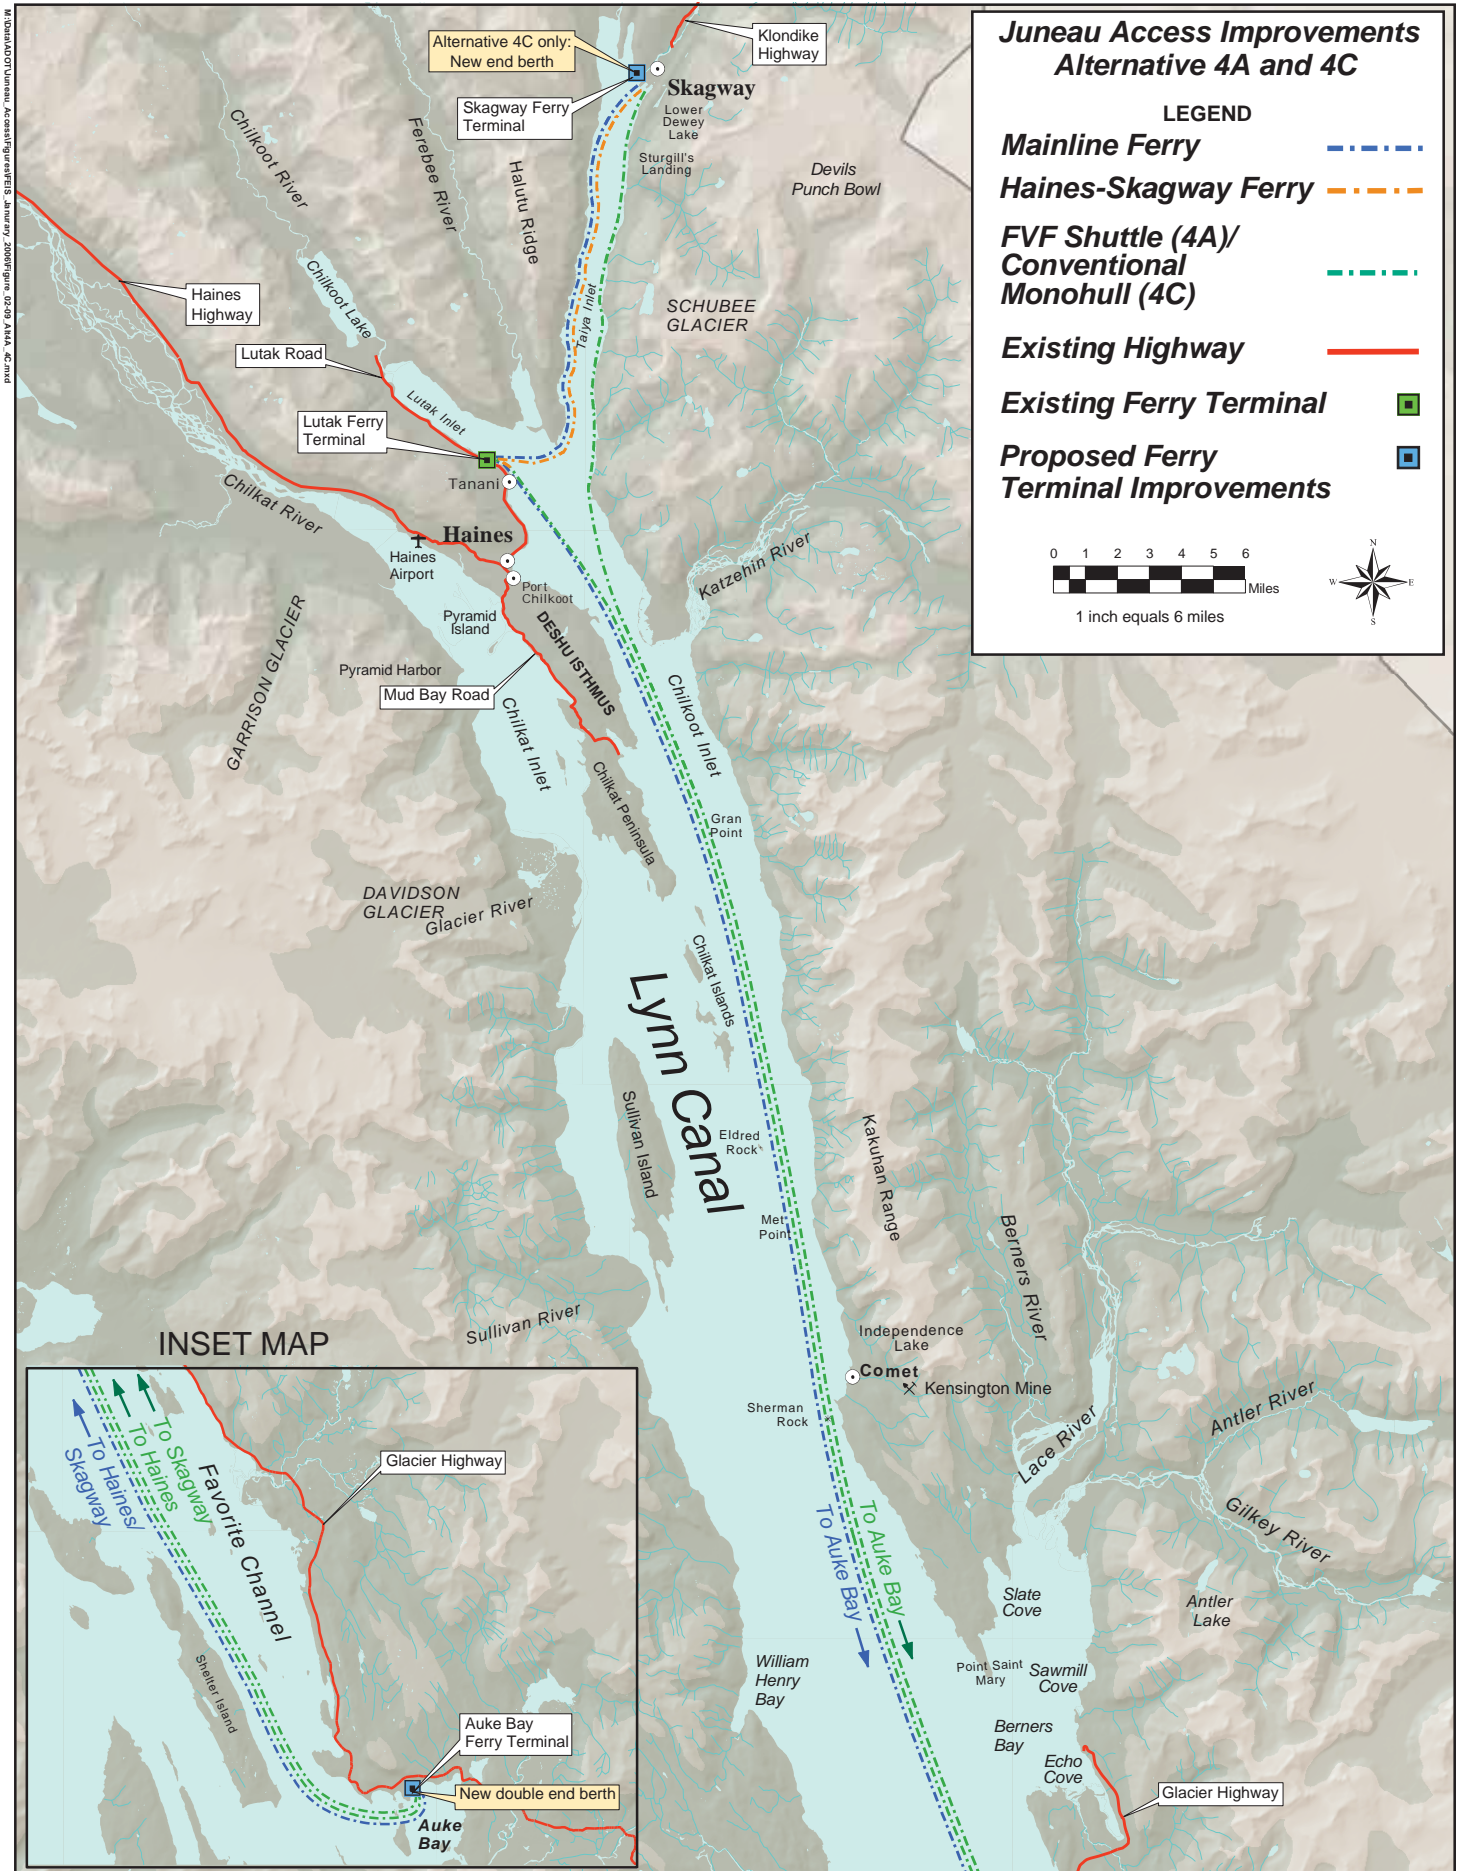 M:\Data\ADOT\Juneau_Access\Figures\FEIS_Janurary_2006\Figure_02-09_Alt4A_4C.mxd
Juneau Access Improvements
Alternative 4A and 4C
LEGEND
Mainline Ferry
Haines-Skagway Ferry
FVF Shuttle (4A)/
Conventional
Monohull (4C)
Existing Highway
Existing Ferry Terminal
Proposed Ferry
Terminal Improvements
0 1 2 3 4 5 6
Miles
1 inch equals 6 miles
N
W
E
S
Alternative 4C only:
New end berth
Klondike
Highway
Skagway
Skagway Ferry
Terminal
Lower
Dewey
Lake
Sturgill's
Landing
Devils
Punch Bowl
Chilkoot River
Ferebee River
Halutu Ridge
Taiya Inlet
Chilkoot Lake
Haines
Highway
SCHUBEE
GLACIER
Lutak Road
Lutak Inlet
Lutak Ferry
Terminal
Tanani
Chilkat River
Haines
Haines
Airport
Port
Chilkoot
Katzehin River
Pyramid
Island
DESHU ISTHMUS
GARRISON GLACIER
Pyramid Harbor
Mud Bay Road
Chilkat Inlet
Chilkoot Inlet
Chilkat Peninsula
Gran
Point
DAVIDSON
GLACIER
Glacier River
Chilkat Islands
Lynn Canal
Sullivan Island
Eldred
Rock
Kakuhan Range
Met
Point
Berners River
Sullivan River
Independence
Lake
Comet
Kensington Mine
Sherman
Rock
Lace River
Antler River
Gilkey River
To Auke Bay
To Auke Bay
Slate
Cove
Antler
Lake
William
Henry
Bay
Point Saint
Mary
Sawmill
Cove
Berners
Bay
Echo
Cove
Glacier Highway
INSET MAP
To Haines/
Skagway
To Haines
To Skagway
Favorite Channel
Glacier Highway
Shelter Island
Auke Bay
Ferry Terminal
New double end berth
Auke
Bay